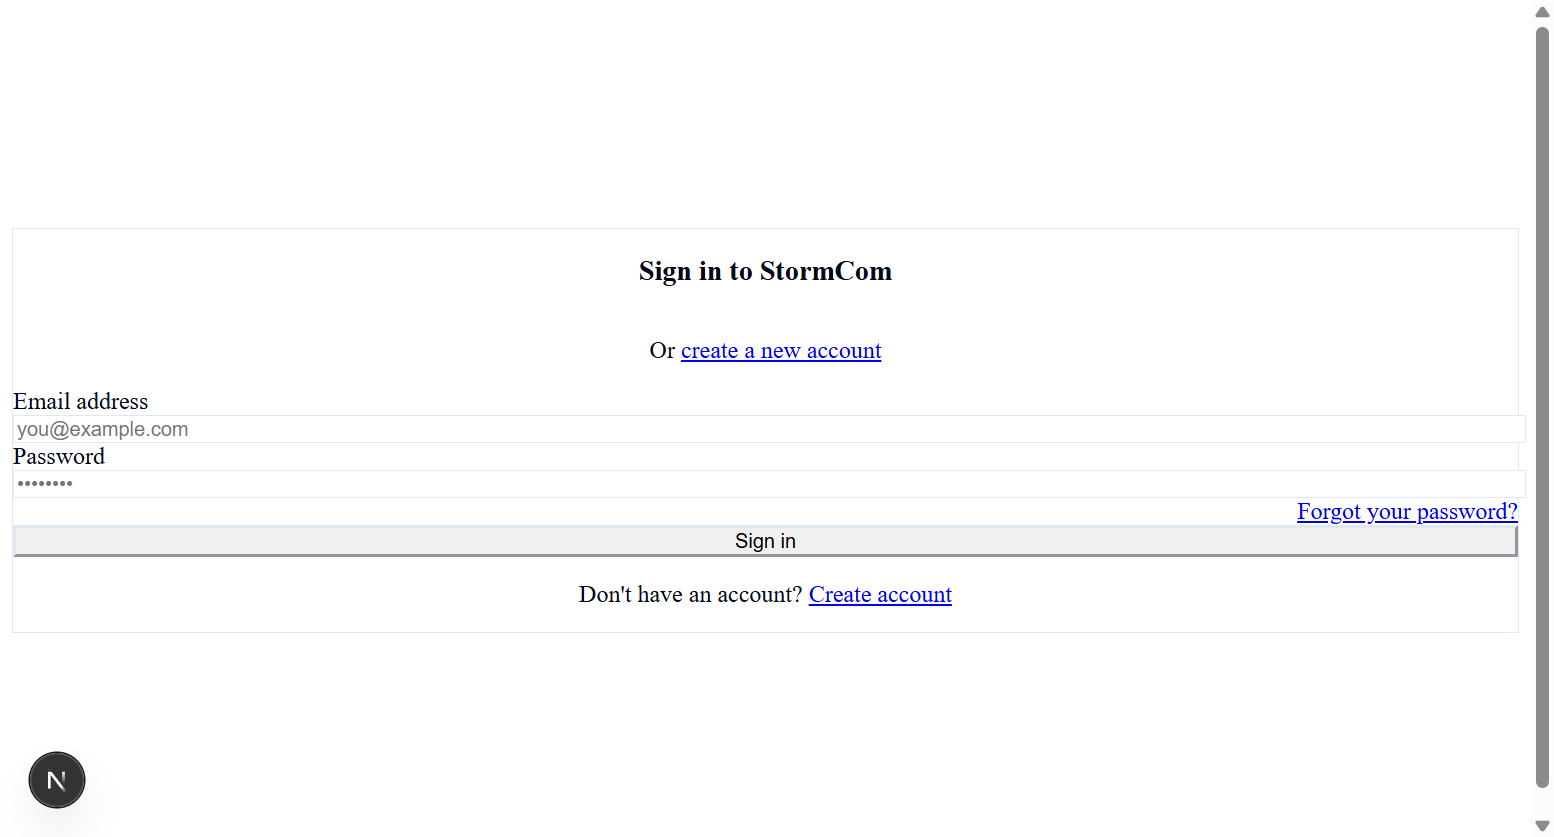 Sign in to StormCom
Or create a new account
Email address
you@example.com
Password
••••••••
Forgot your password?
Sign in
Don't have an account? Create account
N